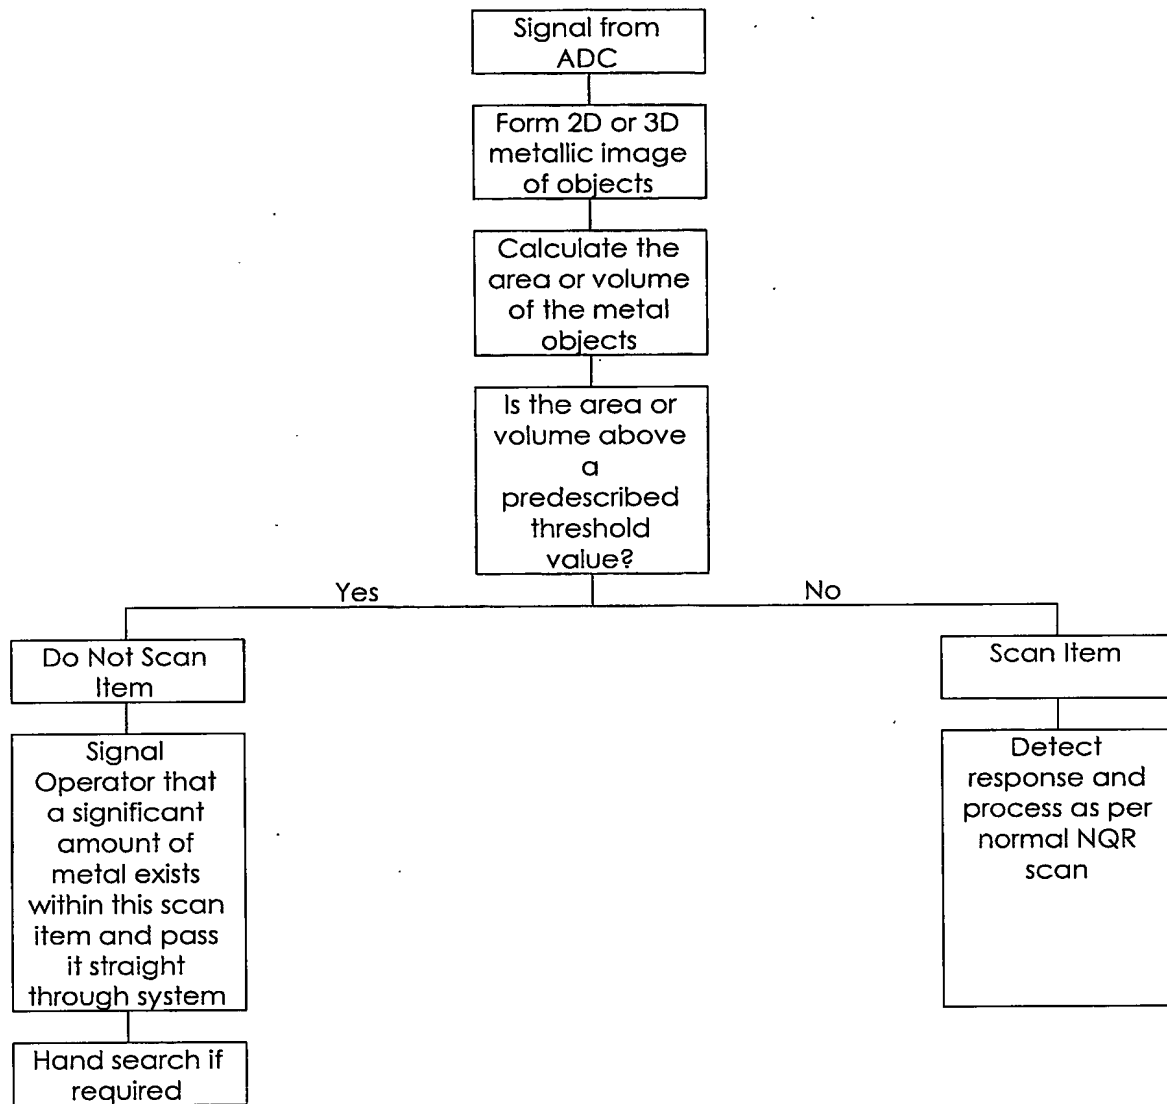 Signal from
ADC
Form 2D or 3D
metallic image
of objects
Calculate the
area or volume
of the metal
objects
Is the area or
volume above
a
predescribed
threshold
value?
Yes
No
Do Not Scan
Item
Signal
Operator that
a significant
amount of
metal exists
within this scan
item and pass
it straight
through system
Hand search if
required
Scan Item
Detect
response and
process as per
normal NQR
scan